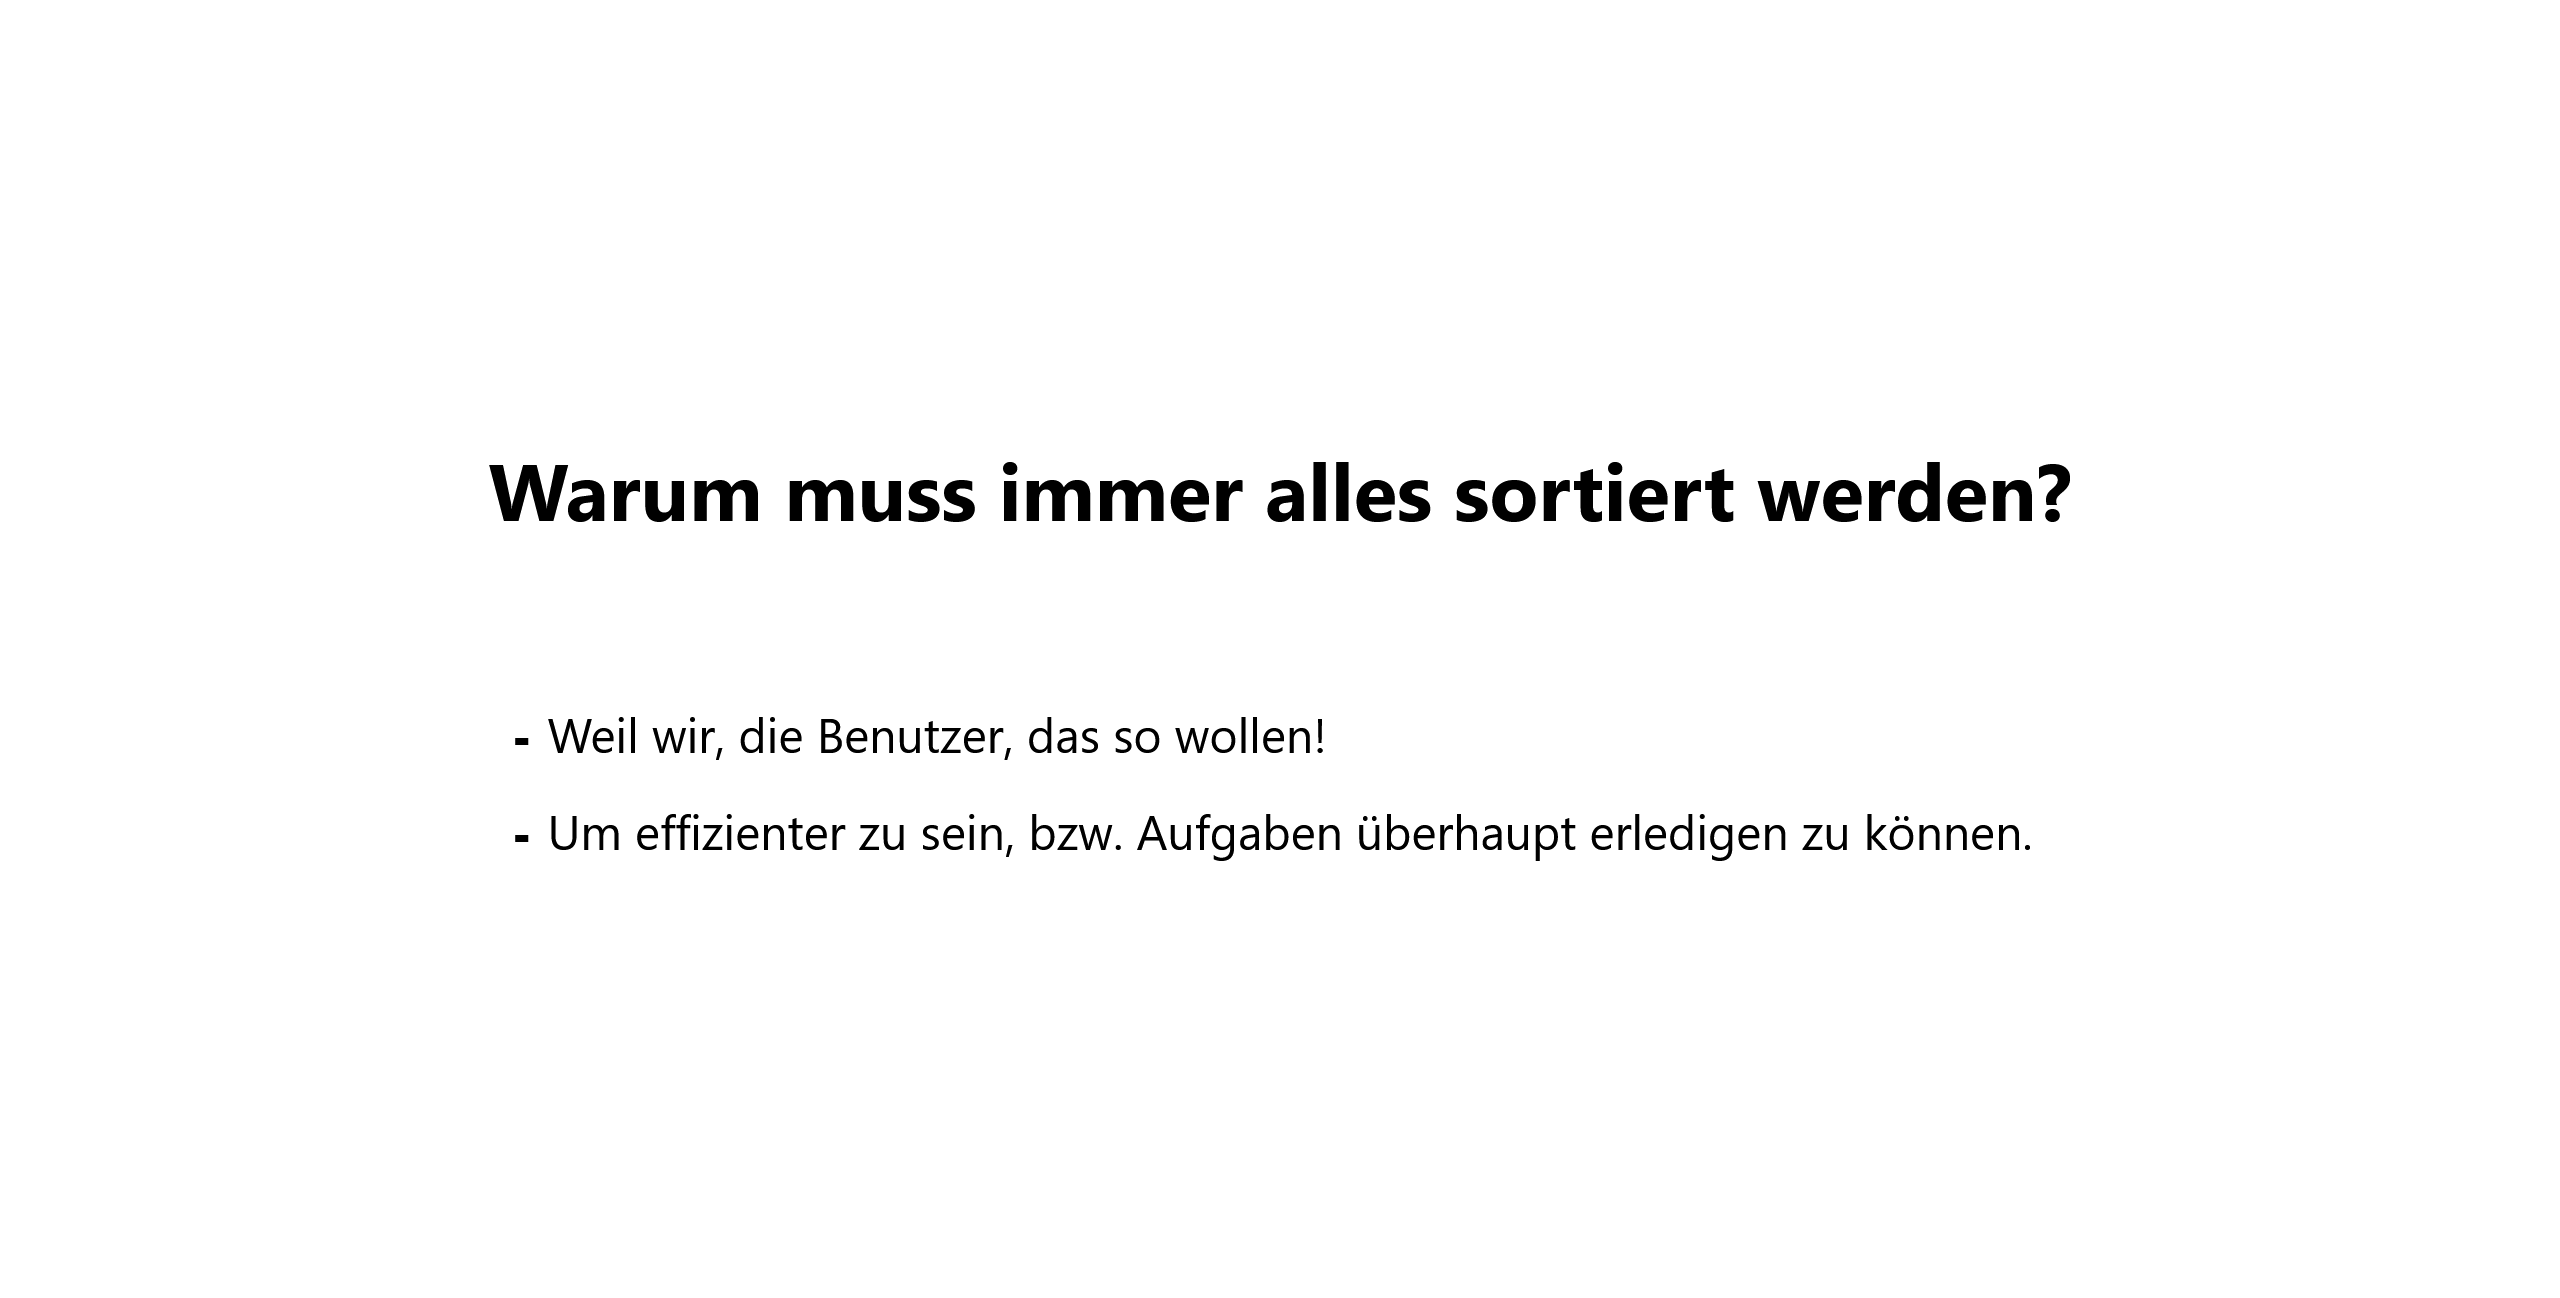 Warum muss immer alles sortiert werden?
- Weil wir, die Benutzer, das so wollen!
- Um effizienter zu sein, bzw. Aufgaben überhaupt erledigen zu können.